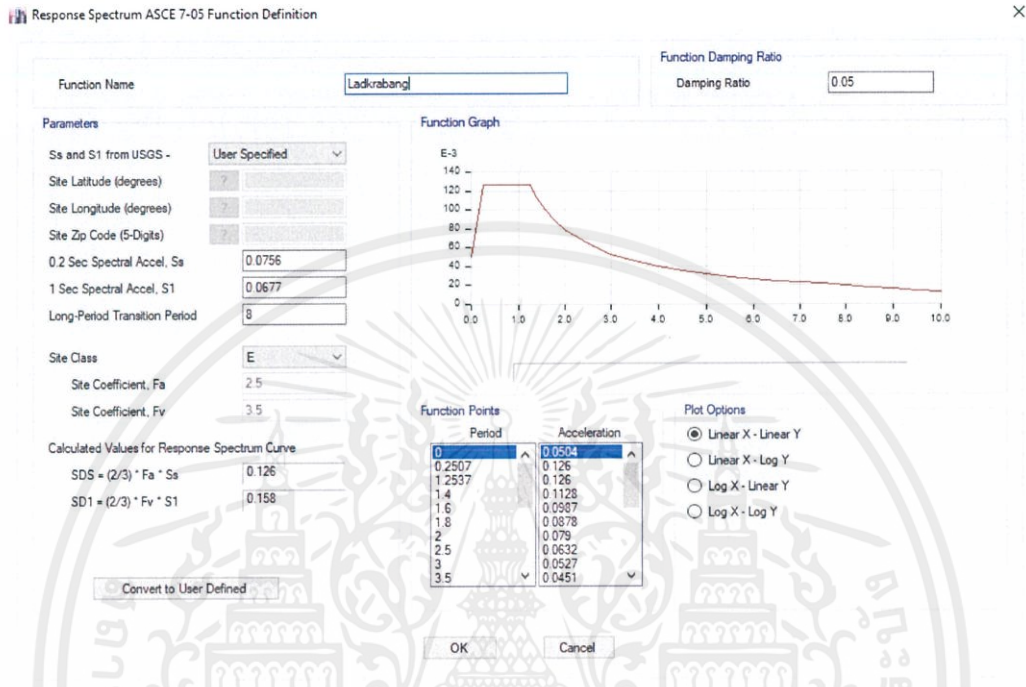 Response Spectrum ASCE 7-05 Function Definition
Function Name
Ladkrabang
Function Damping Ratio
Damping Ratio
0.05
Parameters
Ss and S1 from USGS -
User Specified
Site Latitude (degrees)
?
Site Longitude (degrees)
?
Site Zip Code (5-Digits)
?
0.2 Sec Spectral Accel, Ss
0.0756
1 Sec Spectral Accel, S1
0.0677
Long-Period Transition Period
8
Site Class
E
Site Coefficient, Fa
2.5
Site Coefficient, Fv
3.5
Calculated Values for Response Spectrum Curve
SDS = (2/3) * Fa * Ss
0.126
SD1 = (2/3) * Fv * S1
0.158
Convert to User Defined
Function Graph
E-3
140
120
100
80
60
40
20
0
0.0 1.0 2.0 3.0 4.0 5.0 6.0 7.0 8.0 9.0 10.0
Function Points
Period Acceleration
0 0.0504
0.2507 0.126
1.2537 0.126
1.4 0.1128
1.6 0.0987
1.8 0.0878
2 0.079
2.5 0.0632
3 0.0527
3.5 0.0451
Plot Options
Linear X - Linear Y
Linear X - Log Y
Log X - Linear Y
Log X - Log Y
OK Cancel